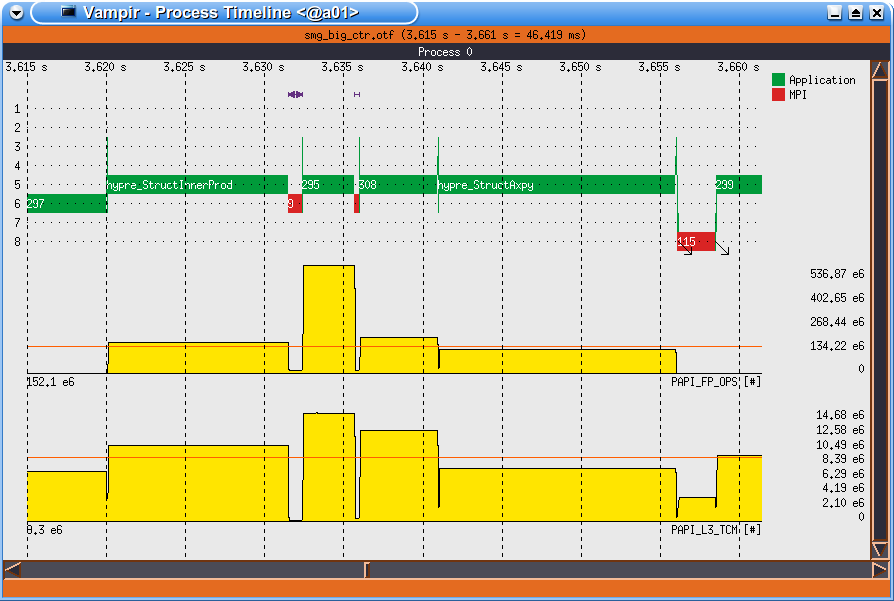 Vampir - Process Timeline <@a01>
smg_big_ctr.otf (3.615 s - 3.661 s = 46.419 ms)
Process 0
3.615 s 3.620 s 3.625 s 3.630 s 3.635 s 3.640 s 3.645 s 3.650 s 3.655 s 3.660 s
Application
MPI
1
2
3
4
5 hypre_StructInnerProd 295 308 hypre_StructAxpy 299
6 297 9
7
8 115
536.87 e6
402.65 e6
268.44 e6
134.22 e6
0
152.1 e6 PAPI_FP_OPS [#]
14.68 e6
12.58 e6
10.49 e6
8.39 e6
6.29 e6
4.19 e6
2.10 e6
0
8.3 e6 PAPI_L3_TCM [#]